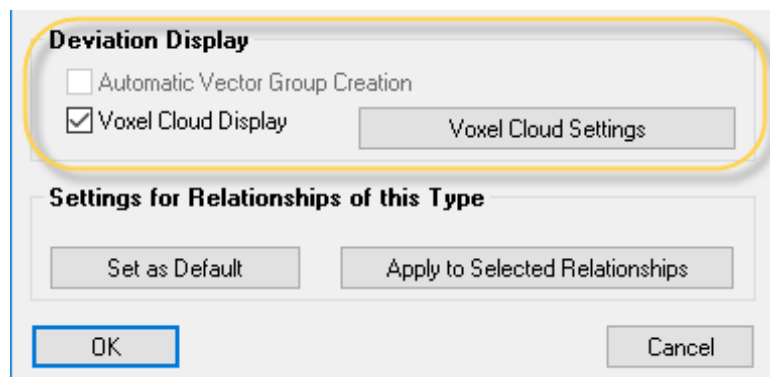 Deviation Display
Automatic Vector Group Creation
Voxel Cloud Display
Voxel Cloud Settings
Settings for Relationships of this Type
Set as Default
Apply to Selected Relationships
OK
Cancel